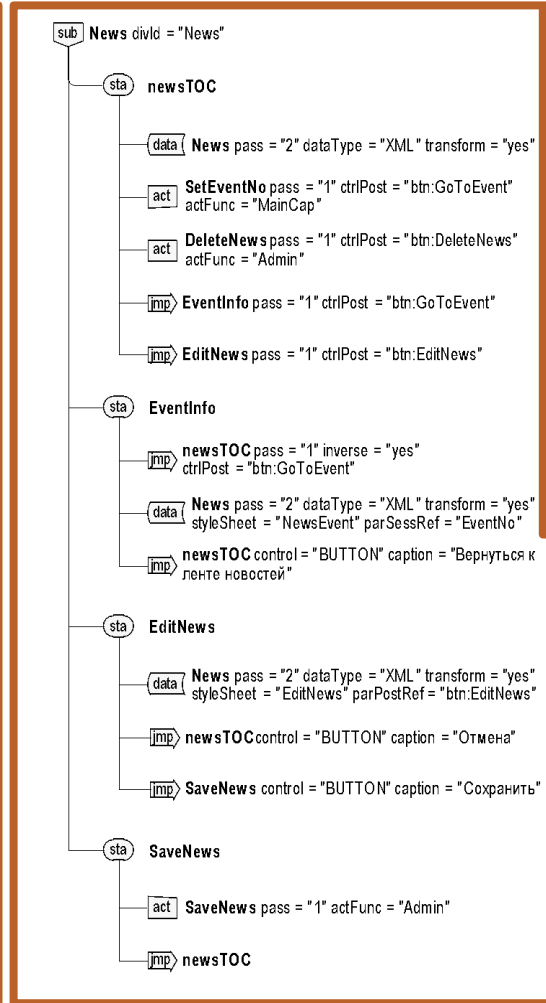 sub News divId = "News"
sta newsTOC
data News pass = "2" dataType = "XML" transform = "yes"
act SetEventNo pass = "1" ctrlPost = "btn:GoToEvent"
actFunc = "MainCap"
act DeleteNews pass = "1" ctrlPost = "btn:DeleteNews"
actFunc = "Admin"
jmp EventInfo pass = "1" ctrlPost = "btn:GoToEvent"
jmp EditNews pass = "1" ctrlPost = "btn:EditNews"
sta EventInfo
jmp newsTOC pass = "1" inverse = "yes"
ctrlPost = "btn:GoToEvent"
data News pass = "2" dataType = "XML" transform = "yes"
styleSheet = "NewsEvent" parSessRef = "EventNo"
jmp newsTOC control = "BUTTON" caption = "Вернуться к
ленте новостей"
sta EditNews
data News pass = "2" dataType = "XML" transform = "yes"
styleSheet = "EditNews" parPostRef = "btn:EditNews"
jmp newsTOC control = "BUTTON" caption = "Отмена"
jmp SaveNews control = "BUTTON" caption = "Сохранить"
sta SaveNews
act SaveNews pass = "1" actFunc = "Admin"
jmp newsTOC